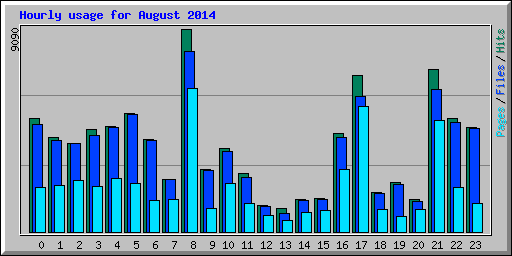 Hourly usage for August 2014
9090
Pages/Files/Hits
0 1 2 3 4 5 6 7 8 9 10 11 12 13 14 15 16 17 18 19 20 21 22 23